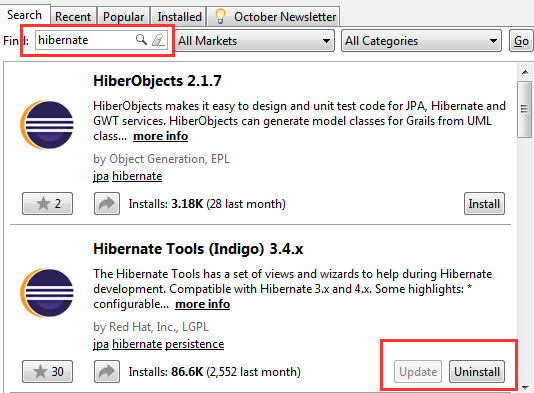 Search Recent Popular Installed October Newsletter
Find: hibernate All Markets All Categories Go
HiberObjects 2.1.7
HiberObjects makes it easy to design and unit test code for JPA, Hibernate and
GWT services. HiberObjects can generate model classes for Grails from UML
class... more info
by Object Generation, EPL
jpa hibernate
2 Installs: 3.18K (28 last month) Install
Hibernate Tools (Indigo) 3.4.x
The Hibernate Tools has a set of views and wizards to help during Hibernate
development. Compatible with Hibernate 3.x and 4.x. Some highlights: *
configurable... more info
by Red Hat, Inc., LGPL
jpa hibernate persistence
30 Installs: 86.6K (2,552 last month) Update Uninstall